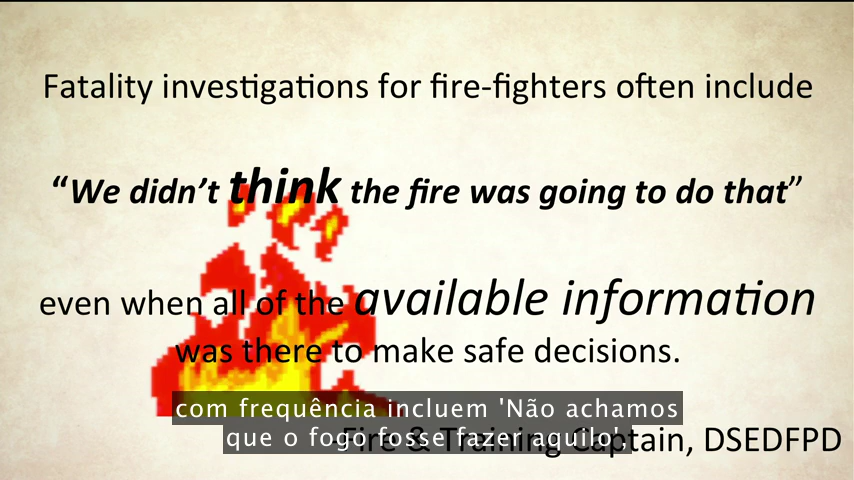 Fatality investigations for fire-fighters often include
“We didn’t think the fire was going to do that”
even when all of the available information
was there to make safe decisions.
com frequência incluem 'Não achamos
que o fogo fosse fazer aquilo',
-Fire & Training Captain, DSEDFPD